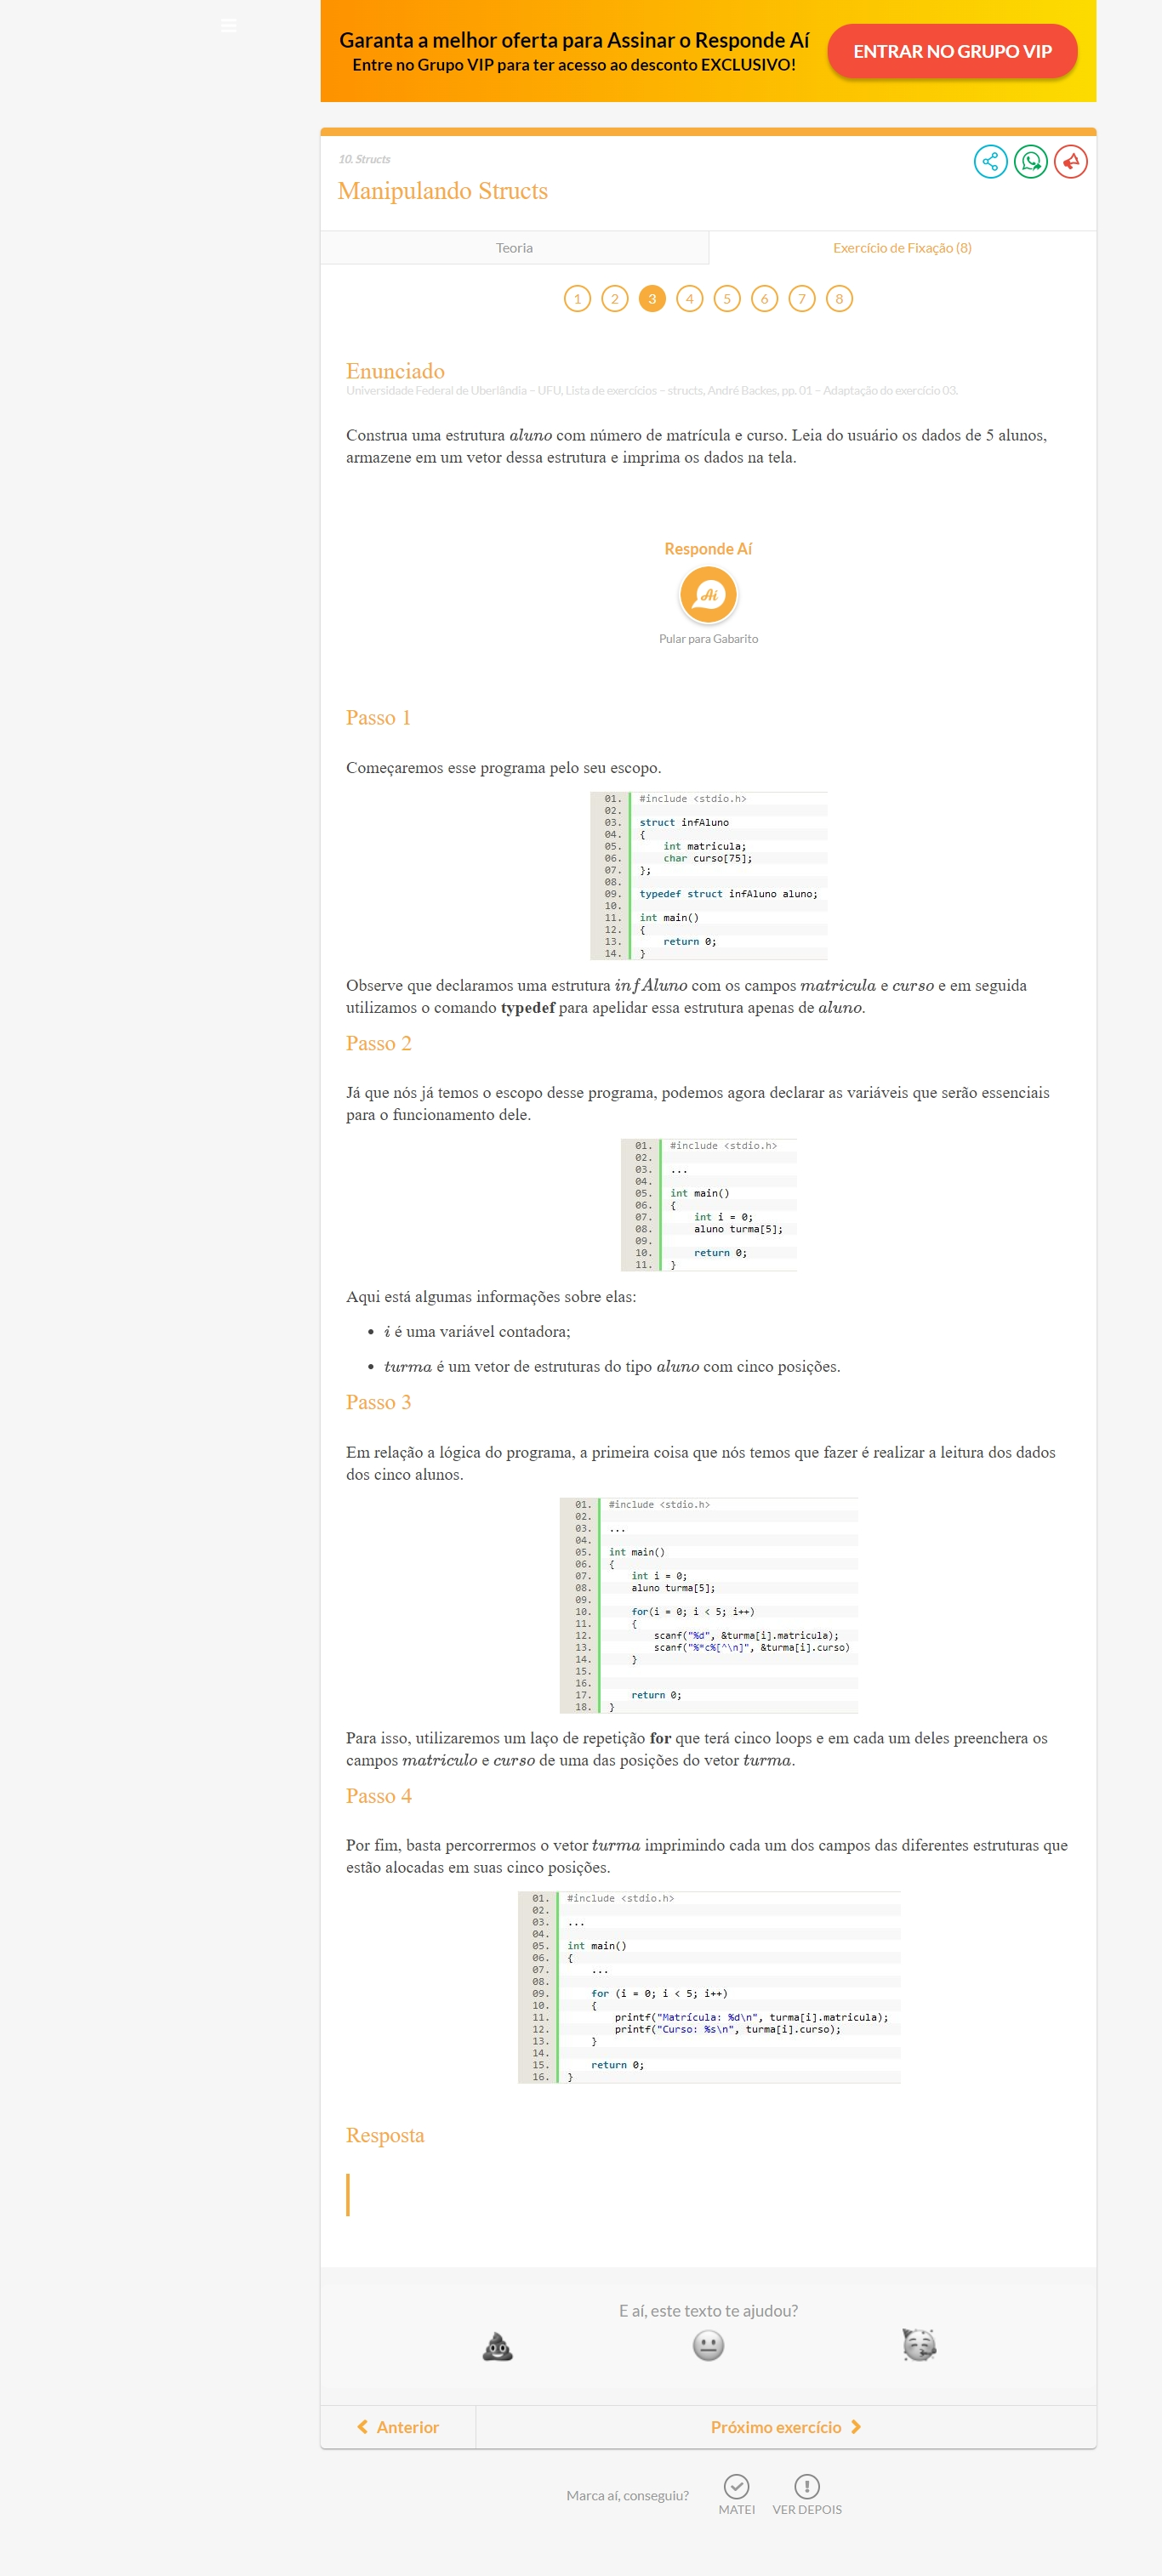 Garanta a melhor oferta para Assinar o Responde Aí
Entre no Grupo VIP para ter acesso ao desconto EXCLUSIVO!
ENTRAR NO GRUPO VIP
10. Structs
Manipulando Structs
Teoria
Exercício de Fixação (8)
1 2 3 4 5 6 7 8
Enunciado
Universidade Federal de Uberlândia – UFU, Lista de exercícios – structs, André Backes, pp. 01 – Adaptação do exercício 03.
Construa uma estrutura aluno com número de matrícula e curso. Leia do usuário os dados de 5 alunos,
armazene em um vetor dessa estrutura e imprima os dados na tela.
Responde Aí
Aí
Pular para Gabarito
Passo 1
Começaremos esse programa pelo seu escopo.
01. #include <stdio.h>
02.
03. struct infAluno
04. {
05. int matricula;
06. char curso[75];
07. };
08.
09. typedef struct infAluno aluno;
10.
11. int main()
12. {
13. return 0;
14. }
Observe que declaramos uma estrutura infAluno com os campos matricula e curso e em seguida
utilizamos o comando typedef para apelidar essa estrutura apenas de aluno.
Passo 2
Já que nós já temos o escopo desse programa, podemos agora declarar as variáveis que serão essenciais
para o funcionamento dele.
01. #include <stdio.h>
02.
03. ...
04.
05. int main()
06. {
07. int i = 0;
08. aluno turma[5];
09.
10. return 0;
11. }
Aqui está algumas informações sobre elas:
• i é uma variável contadora;
• turma é um vetor de estruturas do tipo aluno com cinco posições.
Passo 3
Em relação a lógica do programa, a primeira coisa que nós temos que fazer é realizar a leitura dos dados
dos cinco alunos.
01. #include <stdio.h>
02.
03. ...
04.
05. int main()
06. {
07. int i = 0;
08. aluno turma[5];
09.
10. for(i = 0; i < 5; i++)
11. {
12. scanf("%d", &turma[i].matricula);
13. scanf("%*c%[^\n]", &turma[i].curso)
14. }
15.
16.
17. return 0;
18. }
Para isso, utilizaremos um laço de repetição for que terá cinco loops e em cada um deles preenchera os
campos matriculo e curso de uma das posições do vetor turma.
Passo 4
Por fim, basta percorrermos o vetor turma imprimindo cada um dos campos das diferentes estruturas que
estão alocadas em suas cinco posições.
01. #include <stdio.h>
02.
03. ...
04.
05. int main()
06. {
07. ...
08.
09. for (i = 0; i < 5; i++)
10. {
11. printf("Matrícula: %d\n", turma[i].matricula);
12. printf("Curso: %s\n", turma[i].curso);
13. }
14.
15. return 0;
16. }
Resposta
E aí, este texto te ajudou?
Anterior
Próximo exercício
Marca aí, conseguiu?
MATEI
VER DEPOIS